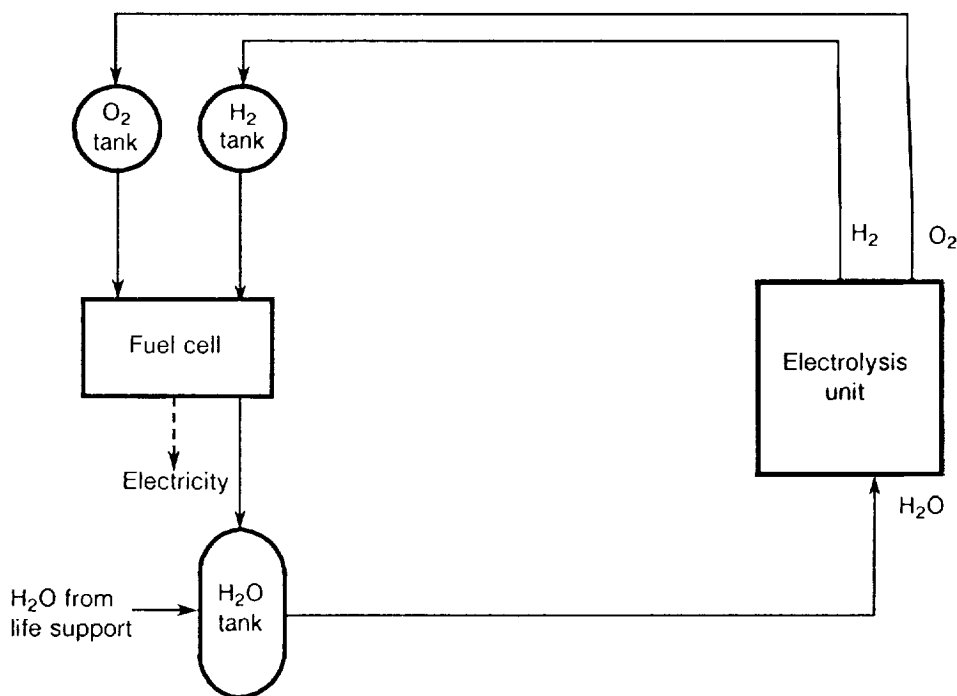 O₂
tank
H₂
tank
H₂
O₂
Fuel cell
Electrolysis
unit
Electricity
H₂O
H₂O from
life support
H₂O
tank